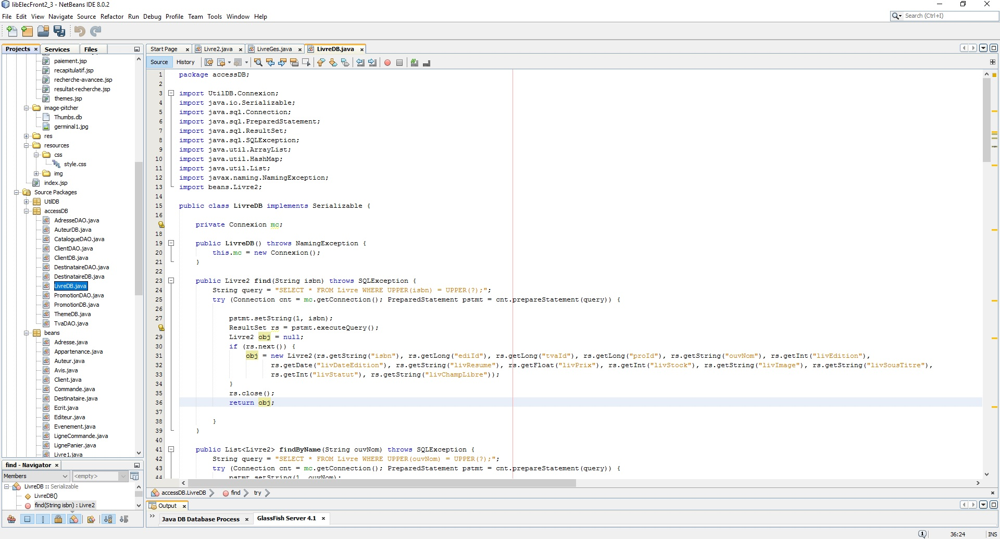 libElecFront2_3 - NetBeans IDE 8.0.2
File Edit View Navigate Source Refactor Run Debug Profile Team Tools Window Help
Search (Ctrl+I)
Projects Services Files
paiement.jsp
recapitulatif.jsp
recherche-avancee.jsp
resultat-recherche.jsp
themes.jsp
image-pitcher
Thumbs.db
germinal1.jpg
res
resources
css
style.css
img
index.jsp
Source Packages
UtilDB
accessDB
AdresseDAO.java
AuteurDB.java
CatalogueDAO.java
ClientDAO.java
ClientDB.java
DestinataireDAO.java
DestinataireDB.java
LivreDB.java
PromotionDAO.java
PromotionDB.java
ThemeDB.java
TvaDAO.java
beans
Adresse.java
Appartenance.java
Auteur.java
Avis.java
Client.java
Commande.java
Destinataire.java
Ecrit.java
Editeur.java
Evenement.java
LigneCommande.java
LignePanier.java
Livre1.java
find - Navigator
Members <empty>
LivreDB :: Serializable
LivreDB()
find(String isbn) : Livre2
Start Page Livre2.java LivreGes.java LivreDB.java
Source History
1 package accessDB;
2
3 import UtilDB.Connexion;
4 import java.io.Serializable;
5 import java.sql.Connection;
6 import java.sql.PreparedStatement;
7 import java.sql.ResultSet;
8 import java.sql.SQLException;
9 import java.util.ArrayList;
10 import java.util.HashMap;
11 import java.util.List;
12 import javax.naming.NamingException;
13 import beans.Livre2;
14
15 public class LivreDB implements Serializable {
16
private Connexion mc;
18
19 public LivreDB() throws NamingException {
20 this.mc = new Connexion();
21 }
22
23 public Livre2 find(String isbn) throws SQLException {
24 String query = "SELECT * FROM Livre WHERE UPPER(isbn) = UPPER(?);";
25 try (Connection cnt = mc.getConnection(); PreparedStatement pstmt = cnt.prepareStatement(query)) {
26
27 pstmt.setString(1, isbn);
ResultSet rs = pstmt.executeQuery();
29 Livre2 obj = null;
30 if (rs.next()) {
31 obj = new Livre2(rs.getString("isbn"), rs.getLong("ediId"), rs.getLong("tvaId"), rs.getLong("proId"), rs.getString("ouvNom"), rs.getInt("livEdition"),
32 rs.getDate("livDateEdition"), rs.getString("livResume"), rs.getFloat("livPrix"), rs.getInt("livStock"), rs.getString("livImage"), rs.getString("livSousTitre"),
33 rs.getInt("livStatut"), rs.getString("livChampLibre"));
34 }
35 rs.close();
36 return obj;
37
38 }
39 }
40
41 public List<Livre2> findByName(String ouvNom) throws SQLException {
42 String query = "SELECT * FROM Livre WHERE UPPER(ouvNom) = UPPER(?);";
43 try (Connection cnt = mc.getConnection(); PreparedStatement pstmt = cnt.prepareStatement(query)) {
44 pstmt.setString(1, ouvNom);
accessDB.LivreDB find try
Output
Java DB Database Process GlassFish Server 4.1
36:24 INS